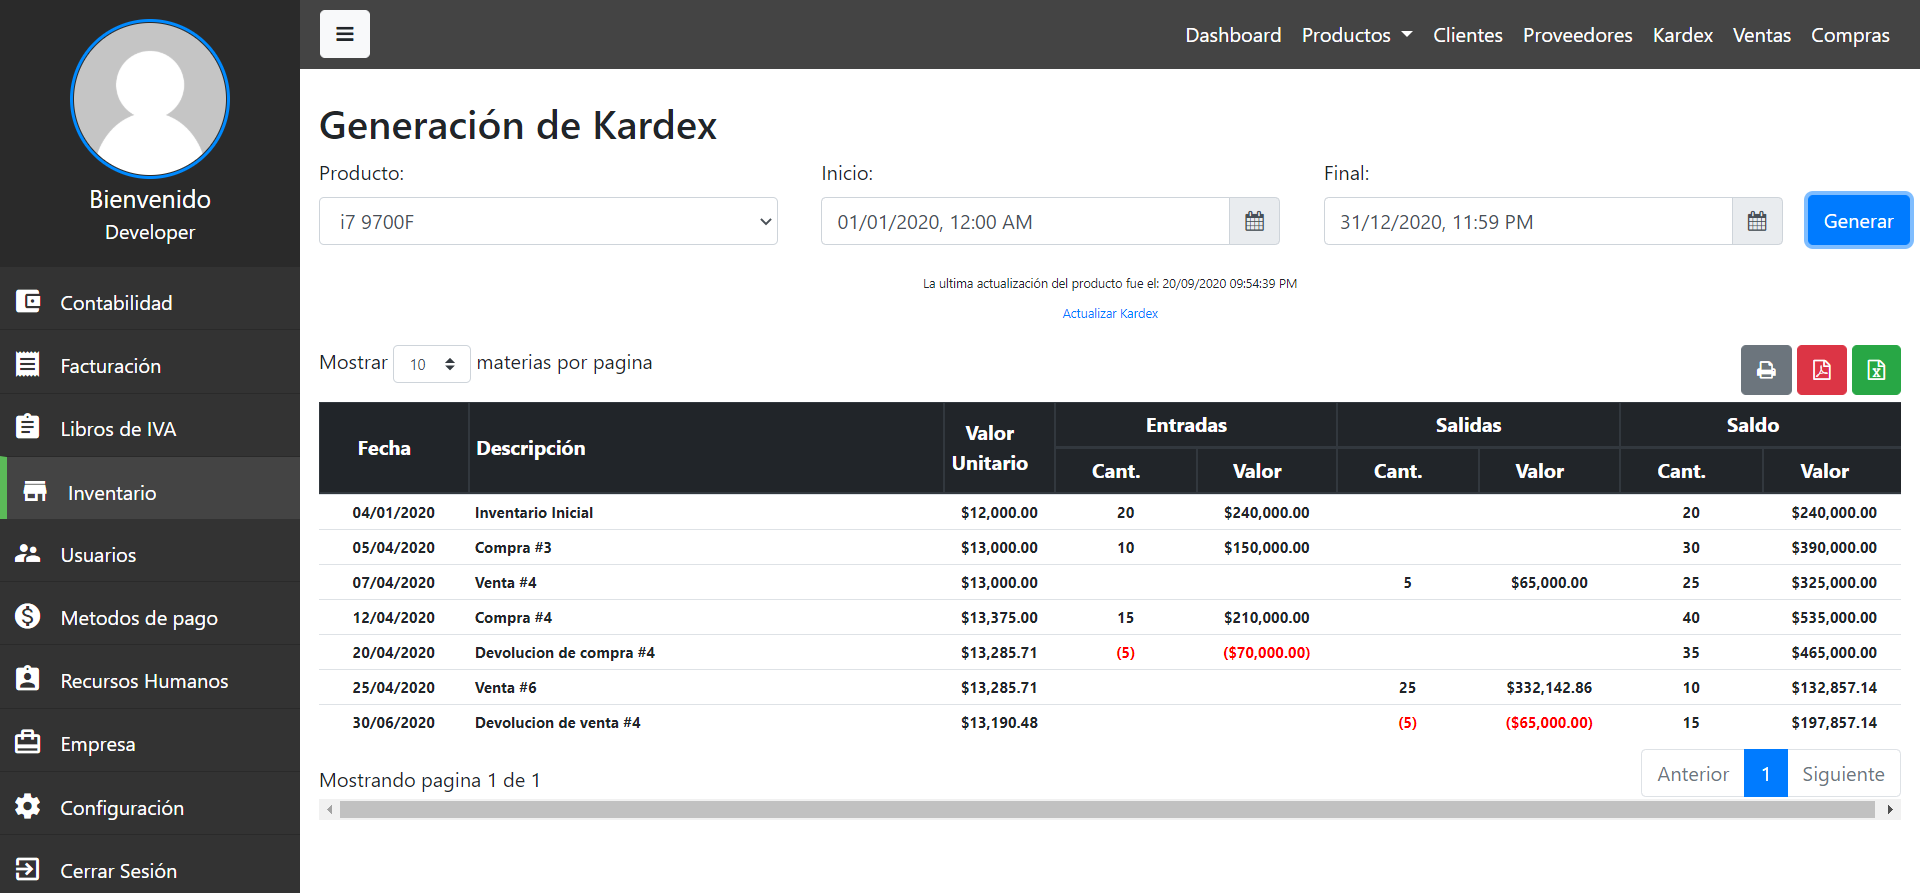 Bienvenido
Developer
Contabilidad
Facturación
Libros de IVA
Inventario
Usuarios
Metodos de pago
Recursos Humanos
Empresa
Configuración
Cerrar Sesión
Dashboard Productos Clientes Proveedores Kardex Ventas Compras
Generación de Kardex
Producto: Inicio: Final:
i7 9700F 01/01/2020, 12:00 AM 31/12/2020, 11:59 PM Generar
La ultima actualización del producto fue el: 20/09/2020 09:54:39 PM
Actualizar Kardex
Mostrar 10 materias por pagina
Fecha Descripción Valor Unitario Entradas Salidas Saldo
Cant. Valor Cant. Valor Cant. Valor
04/01/2020 Inventario Inicial $12,000.00 20 $240,000.00 20 $240,000.00
05/04/2020 Compra #3 $13,000.00 10 $150,000.00 30 $390,000.00
07/04/2020 Venta #4 $13,000.00 5 $65,000.00 25 $325,000.00
12/04/2020 Compra #4 $13,375.00 15 $210,000.00 40 $535,000.00
20/04/2020 Devolucion de compra #4 $13,285.71 (5) ($70,000.00) 35 $465,000.00
25/04/2020 Venta #6 $13,285.71 25 $332,142.86 10 $132,857.14
30/06/2020 Devolucion de venta #4 $13,190.48 (5) ($65,000.00) 15 $197,857.14
Mostrando pagina 1 de 1
Anterior 1 Siguiente